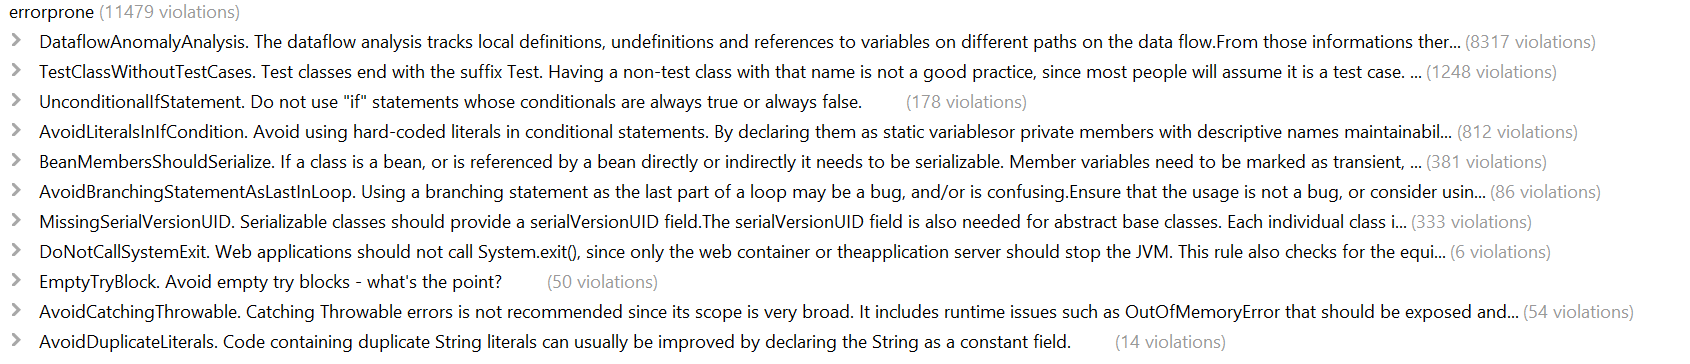 errorprone (11479 violations)
DataflowAnomalyAnalysis. The dataflow analysis tracks local definitions, undefinitions and references to variables on different paths on the data flow.From those informations ther... (8317 violations)
TestClassWithoutTestCases. Test classes end with the suffix Test. Having a non-test class with that name is not a good practice, since most people will assume it is a test case. ... (1248 violations)
UnconditionalIfStatement. Do not use "if" statements whose conditionals are always true or always false. (178 violations)
AvoidLiteralsInIfCondition. Avoid using hard-coded literals in conditional statements. By declaring them as static variablesor private members with descriptive names maintainabil... (812 violations)
BeanMembersShouldSerialize. If a class is a bean, or is referenced by a bean directly or indirectly it needs to be serializable. Member variables need to be marked as transient, ... (381 violations)
AvoidBranchingStatementAsLastInLoop. Using a branching statement as the last part of a loop may be a bug, and/or is confusing.Ensure that the usage is not a bug, or consider usin... (86 violations)
MissingSerialVersionUID. Serializable classes should provide a serialVersionUID field.The serialVersionUID field is also needed for abstract base classes. Each individual class i... (333 violations)
DoNotCallSystemExit. Web applications should not call System.exit(), since only the web container or theapplication server should stop the JVM. This rule also checks for the equi... (6 violations)
EmptyTryBlock. Avoid empty try blocks - what's the point? (50 violations)
AvoidCatchingThrowable. Catching Throwable errors is not recommended since its scope is very broad. It includes runtime issues such as OutOfMemoryError that should be exposed and... (54 violations)
AvoidDuplicateLiterals. Code containing duplicate String literals can usually be improved by declaring the String as a constant field. (14 violations)